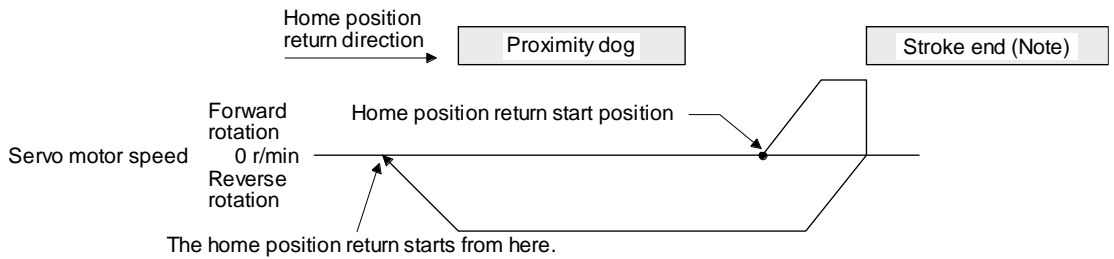 Home position
return direction
Proximity dog
Stroke end (Note)
Forward
rotation
Home position return start position
Servo motor speed
0 r/min
Reverse
rotation
The home position return starts from here.